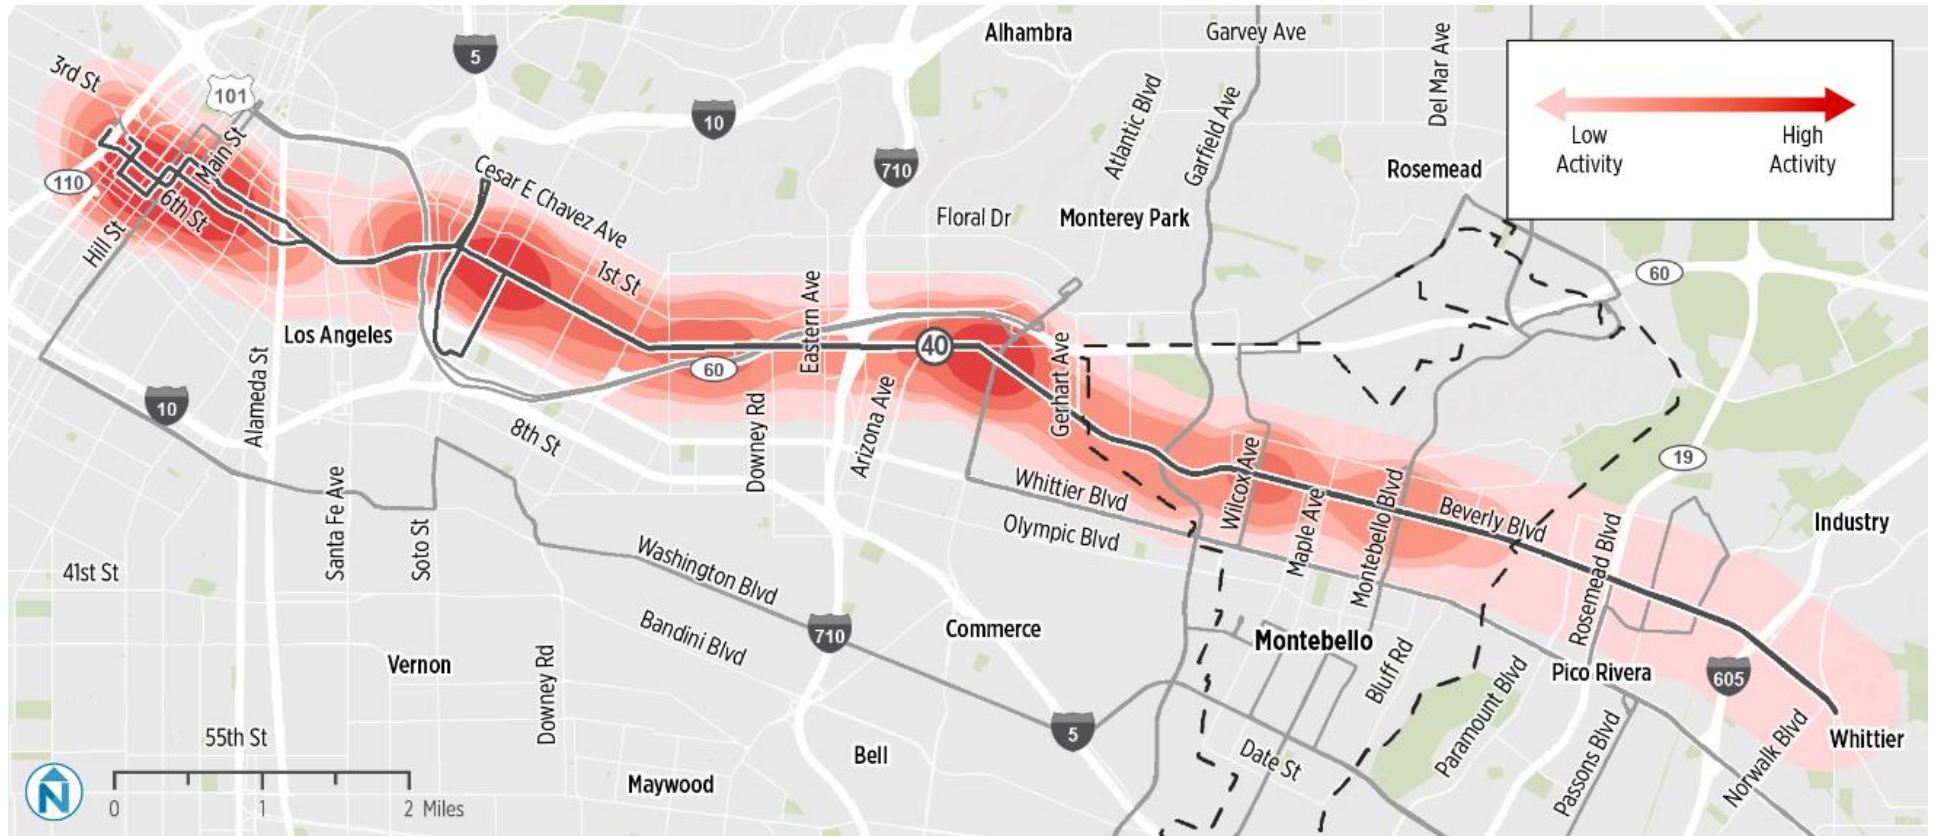 3rd St
101
5
Alhambra
Garvey Ave
Del Mar Ave
Low
Activity
High
Activity
10
710
Atlantic Blvd
Garfield Ave
Rosemead
110
Main St
6th St
Hill St
Cesar E Chavez Ave
1st St
Floral Dr
Monterey Park
60
Los Angeles
Eastern Ave
40
60
Gerhart Ave
10
Alameda St
8th St
Downey Rd
Arizona Ave
19
Whittier Blvd
Olympic Blvd
Wilcox Ave
Maple Ave
Montebello Blvd
Beverly Blvd
Rosemead Blvd
Industry
Santa Fe Ave
Soto St
41st St
Washington Blvd
Bandini Blvd
710
Commerce
Montebello
Bluff Rd
Paramount Blvd
Pico Rivera
605
Vernon
Downey Rd
55th St
Maywood
Bell
5
Date St
Passons Blvd
Norwalk Blvd
Whittier
N
0 1 2 Miles